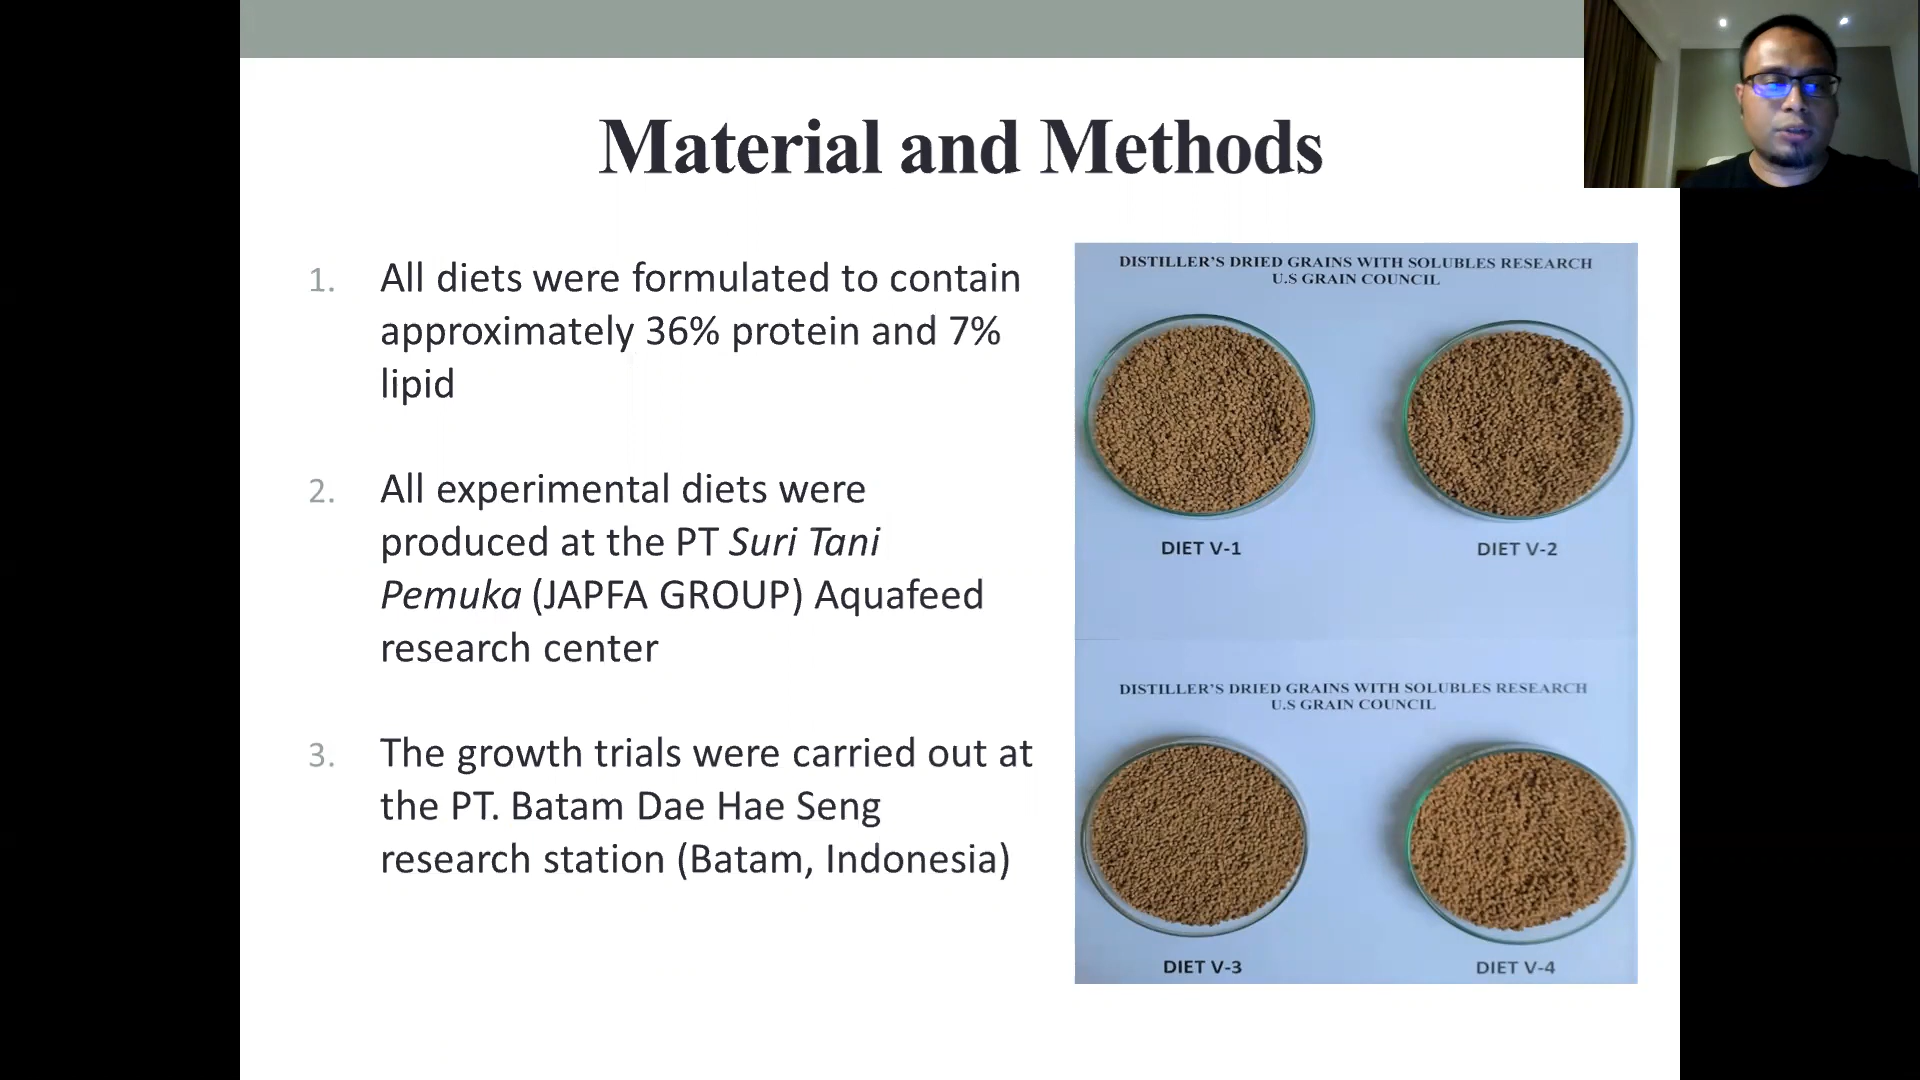 Material and Methods
1. All diets were formulated to contain
approximately 36% protein and 7%
lipid
2. All experimental diets were
produced at the PT Suri Tani
Pemuka (JAPFA GROUP) Aquafeed
research center
3. The growth trials were carried out at
the PT. Batam Dae Hae Seng
research station (Batam, Indonesia)
DISTILLER'S DRIED GRAINS WITH SOLUBLES RESEARCH
U.S GRAIN COUNCIL
DIET V-1
DIET V-2
DISTILLER'S DRIED GRAINS WITH SOLUBLES RESEARCH
U.S GRAIN COUNCIL
DIET V-3
DIET V-4